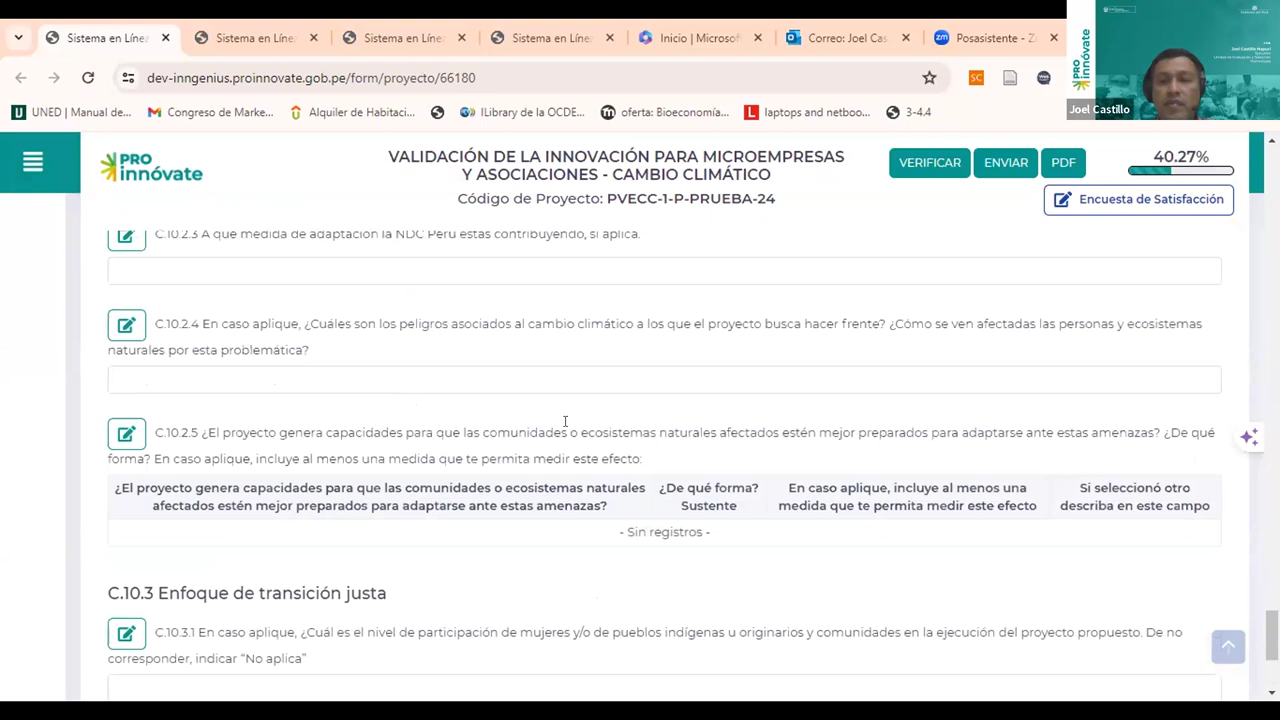 Sistema en Líne
Sistema en Líne
Sistema en Líne
Sistema en Líne
Inicio | Microsof
Correo: Joel Ca
Posasistente - Z
dev-inngenius.proinnovate.gob.pe/form/proyecto/66180
UNED | Manual de...
Congreso de Marke...
Alquiler de Habitaci...
ILibrary de la OCDE...
oferta: Bioeconomía...
laptops and netboo...
3-4.4
PRO innóvate
Joel Castillo
PRO
innóvate
VALIDACIÓN DE LA INNOVACIÓN PARA MICROEMPRESAS
Y ASOCIACIONES - CAMBIO CLIMÁTICO
Código de Proyecto: PVECC-1-P-PRUEBA-24
VERIFICAR
ENVIAR
PDF
40.27%
Encuesta de Satisfacción
C.10.2.3 A qué medida de adaptación la NDC Perú estás contribuyendo, si aplica.
C.10.2.4 En caso aplique, ¿Cuáles son los peligros asociados al cambio climático a los que el proyecto busca hacer frente? ¿Cómo se ven afectadas las personas y ecosistemas
naturales por esta problemática?
C.10.2.5 ¿El proyecto genera capacidades para que las comunidades o ecosistemas naturales afectados estén mejor preparados para adaptarse ante estas amenazas? ¿De qué
forma? En caso aplique, incluye al menos una medida que te permita medir este efecto:
¿El proyecto genera capacidades para que las comunidades o ecosistemas naturales
afectados estén mejor preparados para adaptarse ante estas amenazas?
¿De qué forma?
Sustente
En caso aplique, incluye al menos una
medida que te permita medir este efecto
Si seleccionó otro
describa en este campo
- Sin registros -
C.10.3 Enfoque de transición justa
C.10.3.1 En caso aplique, ¿Cuál es el nivel de participación de mujeres y/o de pueblos indígenas u originarios y comunidades en la ejecución del proyecto propuesto. De no
corresponder, indicar “No aplica”